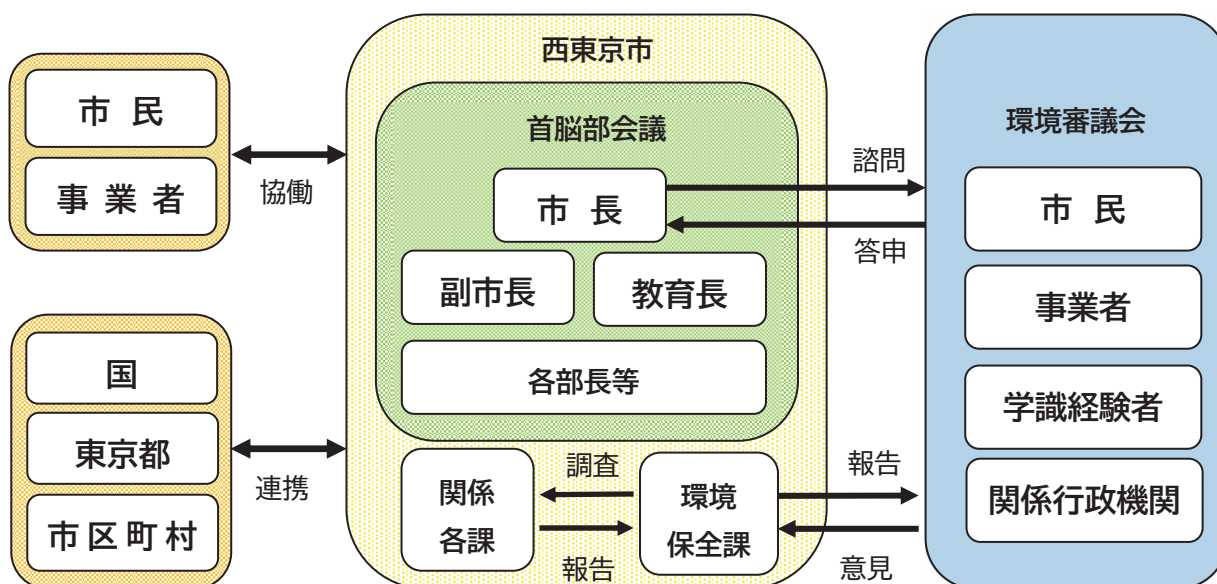 市民
事業者
協働
国
東京都
市区町村
連携
西東京市
首脳部会議
市長
副市長
教育長
各部長等
関係
各課
調査
報告
環境
保全課
諮問
答申
報告
意見
環境審議会
市民
事業者
学識経験者
関係行政機関